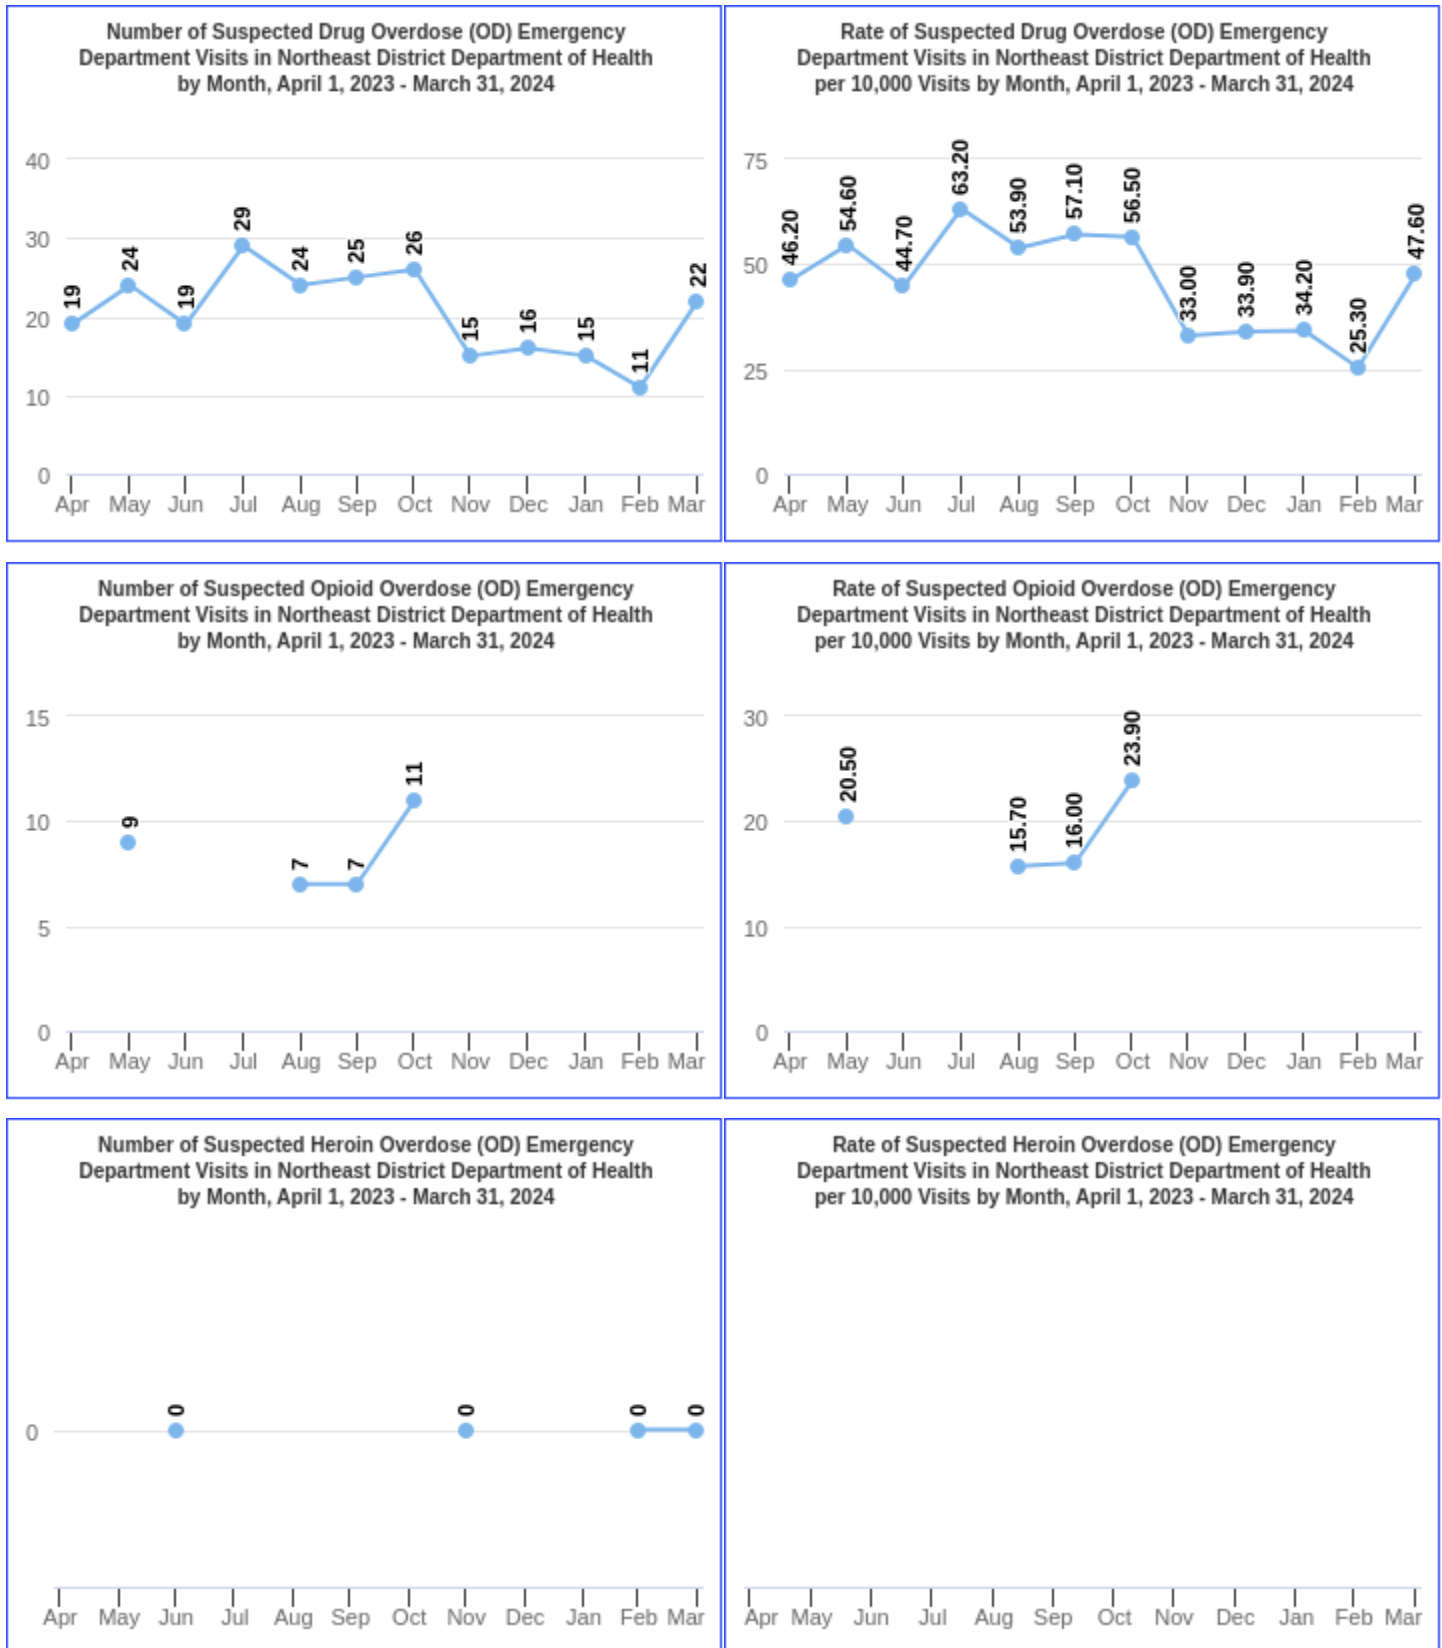 Number of Suspected Drug Overdose (OD) Emergency
Department Visits in Northeast District Department of Health
by Month, April 1, 2023 - March 31, 2024
40
30
20
10
0
19
24
19
29
24
25
26
15
16
15
11
22
Apr May Jun Jul Aug Sep Oct Nov Dec Jan Feb Mar
Rate of Suspected Drug Overdose (OD) Emergency
Department Visits in Northeast District Department of Health
per 10,000 Visits by Month, April 1, 2023 - March 31, 2024
75
50
25
0
46.20
54.60
44.70
63.20
53.90
57.10
56.50
33.00
33.90
34.20
25.30
47.60
Apr May Jun Jul Aug Sep Oct Nov Dec Jan Feb Mar
Number of Suspected Opioid Overdose (OD) Emergency
Department Visits in Northeast District Department of Health
by Month, April 1, 2023 - March 31, 2024
15
10
5
0
9
7
7
11
Apr May Jun Jul Aug Sep Oct Nov Dec Jan Feb Mar
Rate of Suspected Opioid Overdose (OD) Emergency
Department Visits in Northeast District Department of Health
per 10,000 Visits by Month, April 1, 2023 - March 31, 2024
30
20
10
0
20.50
15.70
16.00
23.90
Apr May Jun Jul Aug Sep Oct Nov Dec Jan Feb Mar
Number of Suspected Heroin Overdose (OD) Emergency
Department Visits in Northeast District Department of Health
by Month, April 1, 2023 - March 31, 2024
0
0
0
0
0
Apr May Jun Jul Aug Sep Oct Nov Dec Jan Feb Mar
Rate of Suspected Heroin Overdose (OD) Emergency
Department Visits in Northeast District Department of Health
per 10,000 Visits by Month, April 1, 2023 - March 31, 2024
Apr May Jun Jul Aug Sep Oct Nov Dec Jan Feb Mar